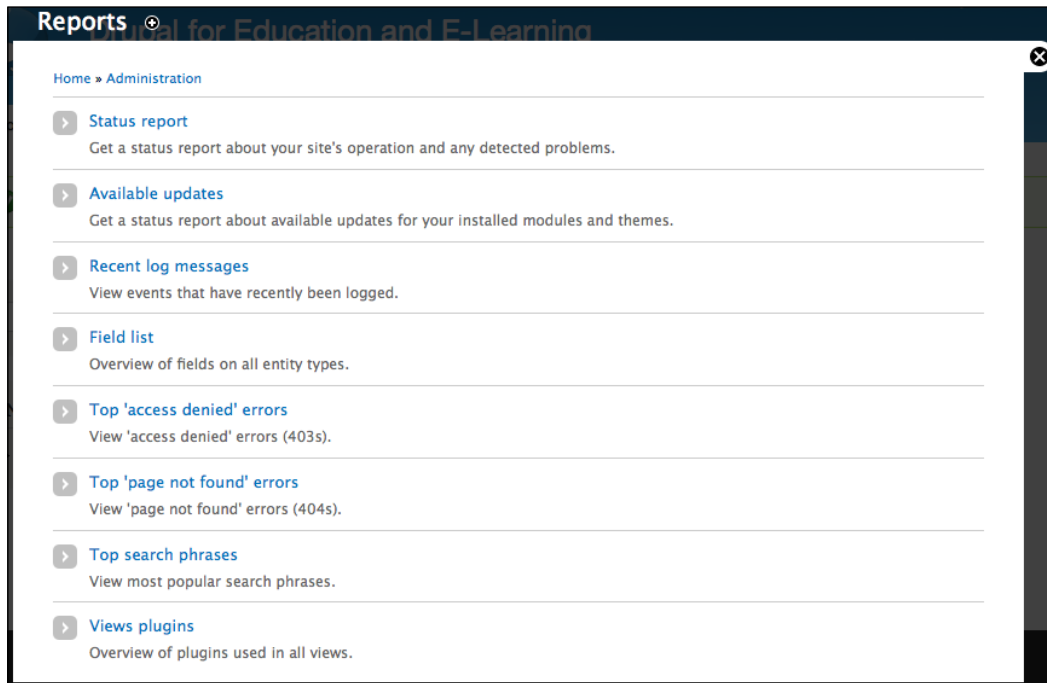 Reports
Drupal for Education and E-Learning
Home » Administration
Status report
Get a status report about your site's operation and any detected problems.
Available updates
Get a status report about available updates for your installed modules and themes.
Recent log messages
View events that have recently been logged.
Field list
Overview of fields on all entity types.
Top 'access denied' errors
View 'access denied' errors (403s).
Top 'page not found' errors
View 'page not found' errors (404s).
Top search phrases
View most popular search phrases.
Views plugins
Overview of plugins used in all views.